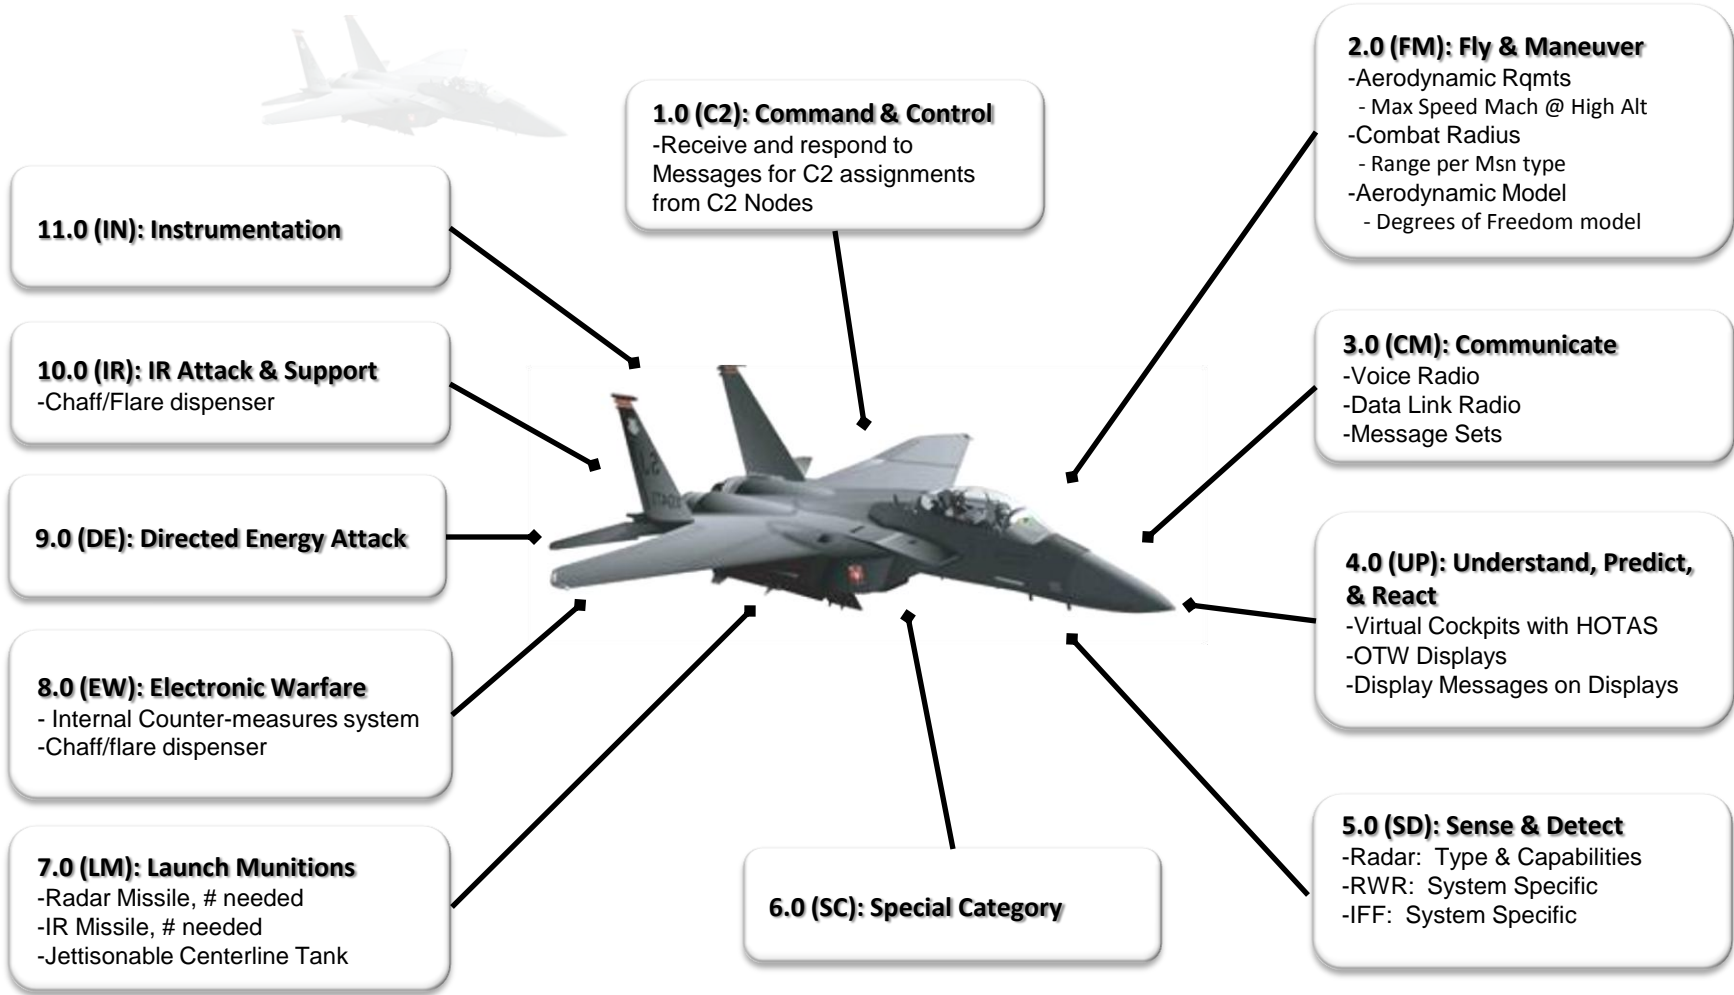 1.0 (C2): Command & Control
-Receive and respond to
Messages for C2 assignments
from C2 Nodes
2.0 (FM): Fly & Maneuver
-Aerodynamic Rqmts
- Max Speed Mach @ High Alt
-Combat Radius
- Range per Msn type
-Aerodynamic Model
- Degrees of Freedom model
3.0 (CM): Communicate
-Voice Radio
-Data Link Radio
-Message Sets
4.0 (UP): Understand, Predict,
& React
-Virtual Cockpits with HOTAS
-OTW Displays
-Display Messages on Displays
5.0 (SD): Sense & Detect
-Radar:  Type & Capabilities
-RWR:  System Specific
-IFF:  System Specific
6.0 (SC): Special Category
7.0 (LM): Launch Munitions
-Radar Missile, # needed
-IR Missile, # needed
-Jettisonable Centerline Tank
8.0 (EW): Electronic Warfare
- Internal Counter-measures system
-Chaff/flare dispenser
9.0 (DE): Directed Energy Attack
10.0 (IR): IR Attack & Support
-Chaff/Flare dispenser
11.0 (IN): Instrumentation